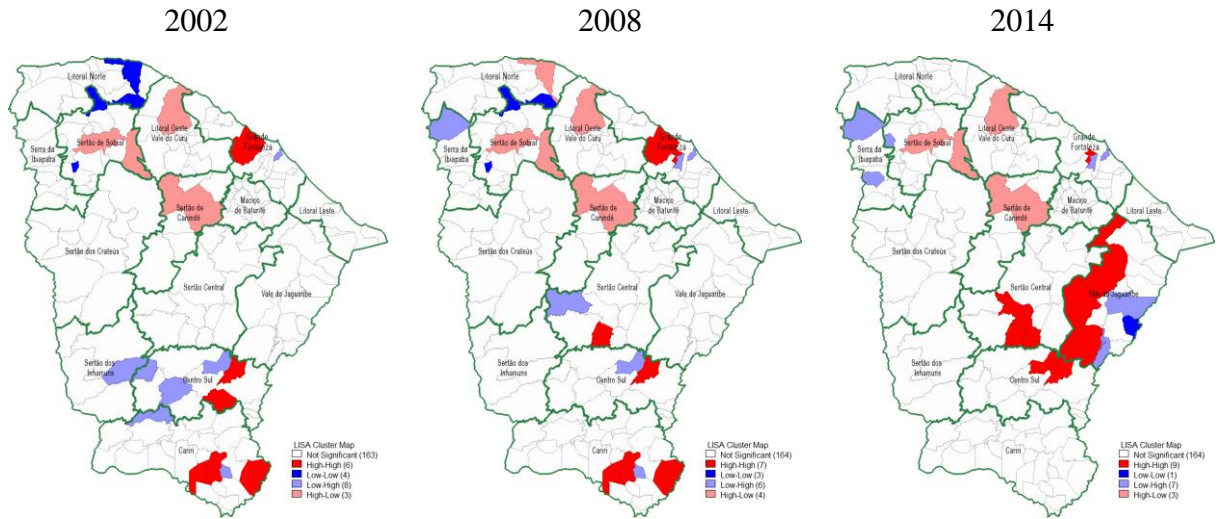 2002
2008
2014
Litoral Norte
Serra da
Ibiapaba
Sertão de Sobral
Litoral Oeste
Vale do Curu
Grande
Fortaleza
Sertão de
Canindé
Maciço
de Baturité
Litoral Leste
Sertão dos Crateús
Sertão Central
Vale do Jaguaribe
Sertão dos
Inhamuns
Centro Sul
Cariri
LISA Cluster Map
Not Significant (163)
High-High (6)
Low-Low (4)
Low-High (8)
High-Low (3)
Litoral Norte
Serra da
Ibiapaba
Sertão de Sobral
Litoral Oeste
Vale do Curu
Grande
Fortaleza
Sertão de
Canindé
Maciço
de Baturité
Litoral Leste
Sertão dos Crateús
Sertão Central
Vale do Jaguaribe
Sertão dos
Inhamuns
Centro Sul
Cariri
LISA Cluster Map
Not Significant (164)
High-High (7)
Low-Low (3)
Low-High (6)
High-Low (4)
Litoral Norte
Serra da
Ibiapaba
Sertão de Sobral
Litoral Oeste
Vale do Curu
Grande
Fortaleza
Sertão de
Canindé
Maciço
de Baturité
Litoral Leste
Sertão dos Crateús
Sertão Central
Vale do Jaguaribe
Sertão dos
Inhamuns
Centro Sul
Cariri
LISA Cluster Map
Not Significant (164)
High-High (9)
Low-Low (1)
Low-High (7)
High-Low (3)